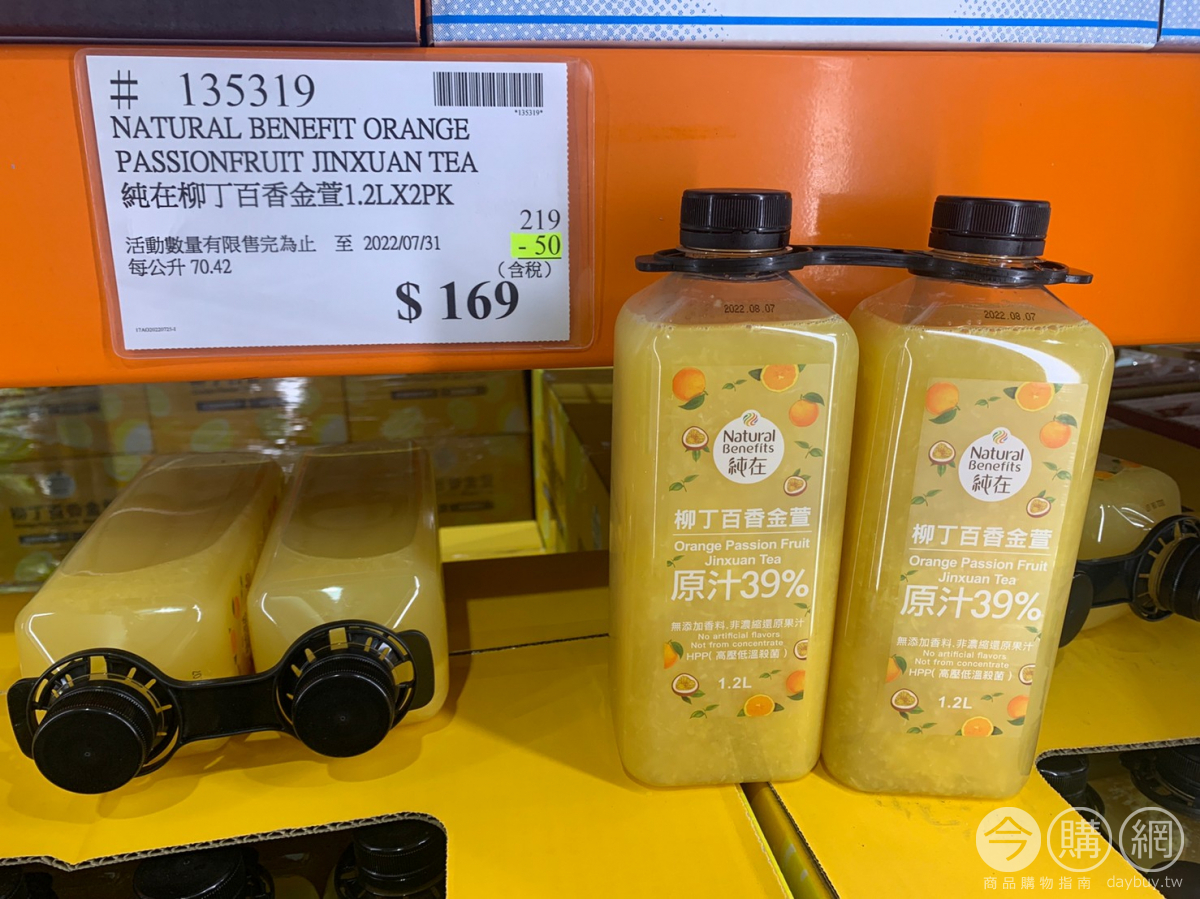 # 135319
*135319*
NATURAL BENEFIT ORANGE
PASSIONFRUIT JINXUAN TEA
純在柳丁百香金萱1.2LX2PK
219
活動數量有限售完為止 至 2022/07/31
- 50
每公升 70.42
(含稅)
$ 169
2022.08.07
Natural
Benefits
純在
柳丁百香金萱
Orange Passion Fruit
Jinxuan Tea
原汁39%
無添加香料.非濃縮還原果汁
No artificial flavors.
Not from concentrate
HPP(高壓低溫殺菌)
1.2L
2022.08.07
Natural
Benefits
純在
柳丁百香金萱
Orange Passion Fruit
Jinxuan Tea
原汁39%
無添加香料.非濃縮還原果汁
No artificial flavors.
Not from concentrate
HPP(高壓低溫殺菌)
1.2L
今購網
商品購物指南 daybuy.tw